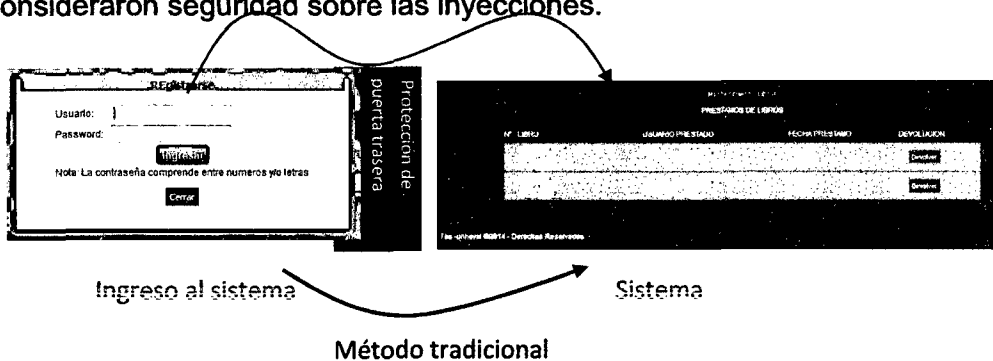 onsideraron seguridad sobre las inyecciones.
REgistrarse
Usuario:
Password:
Ingresar
Nota: La contraseña comprende entre numeros y/o letras
Cerrar
Protección de
puerta trasera
PRESTAMOS DE LIBROS
N° LIBRO USUARIO PRESTADO FECHA PRESTAMO DEVOLUCION
Devolver
Devolver
©2014 - Derechos Reservados
Ingreso al sistema
Sistema
Método tradicional